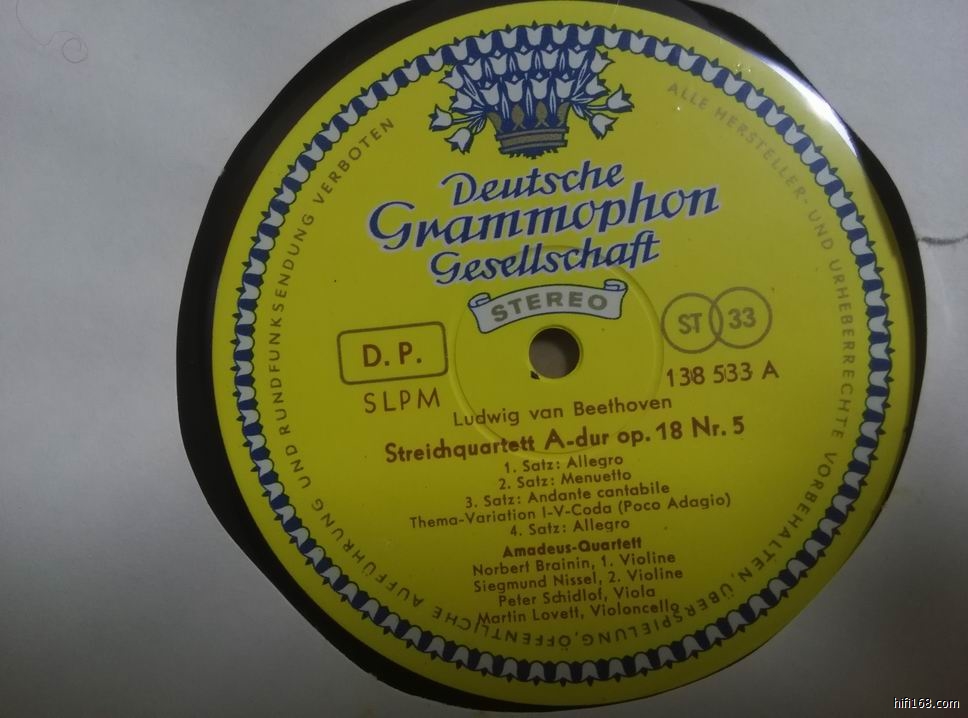 Deutsche
Grammophon
Gesellschaft
STEREO
D. P.
SLPM
ST 33
138 533 A
Ludwig van Beethoven
Streichquartett A-dur op. 18 Nr. 5
1. Satz: Allegro
2. Satz: Menuetto
3. Satz: Andante cantabile
Thema-Variation I-V-Coda (Poco Adagio)
4. Satz: Allegro
Amadeus-Quartett
Norbert Brainin, 1. Violine
Siegmund Nissel, 2. Violine
Peter Schidlof, Viola
Martin Lovett, Violoncello
ALLE HERSTELLER- UND URHEBERRECHTE VORBEHALTEN. ÜBERSPIELUNG, ÖFFENTLICHE AUFFÜHRUNG UND RUNDFUNKSENDUNG VERBOTEN
hifi168.com